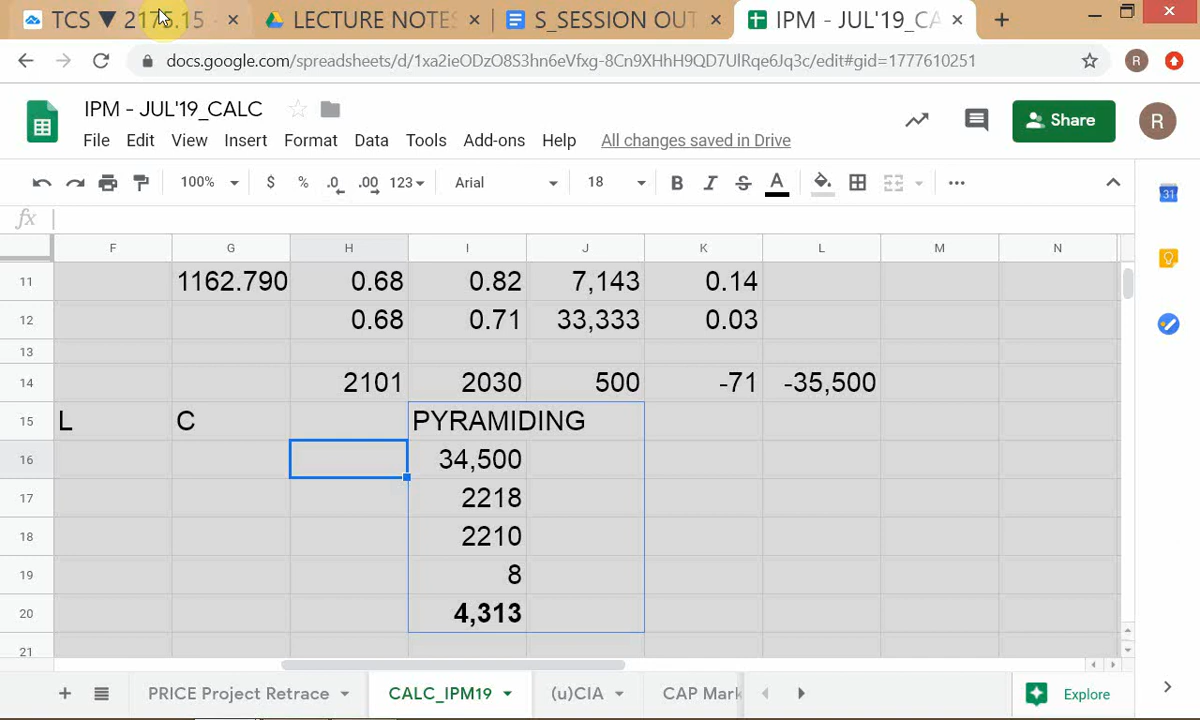 TCS ▼ 2175.15 ×
LECTURE NOTES ×
S_SESSION OUT ×
IPM - JUL'19_CA ×
docs.google.com/spreadsheets/d/1xa2ieODzO8S3hn6eVfxg-8Cn9XHhH9QD7UlRqe6Jq3c/edit#gid=1777610251
R
IPM - JUL'19_CALC
Share
R
File Edit View Insert Format Data Tools Add-ons Help All changes saved in Drive
100% $ % .0 .00 123 Arial 18 B I S A
31
fx
F G H I J K L M N
11 1162.790 0.68 0.82 7,143 0.14
12 0.68 0.71 33,333 0.03
13
14 2101 2030 500 -71 -35,500
15 L C PYRAMIDING
16 34,500
17 2218
18 2210
19 8
20 4,313
21
+ PRICE Project Retrace CALC_IPM19 (u)CIA CAP Mark Explore